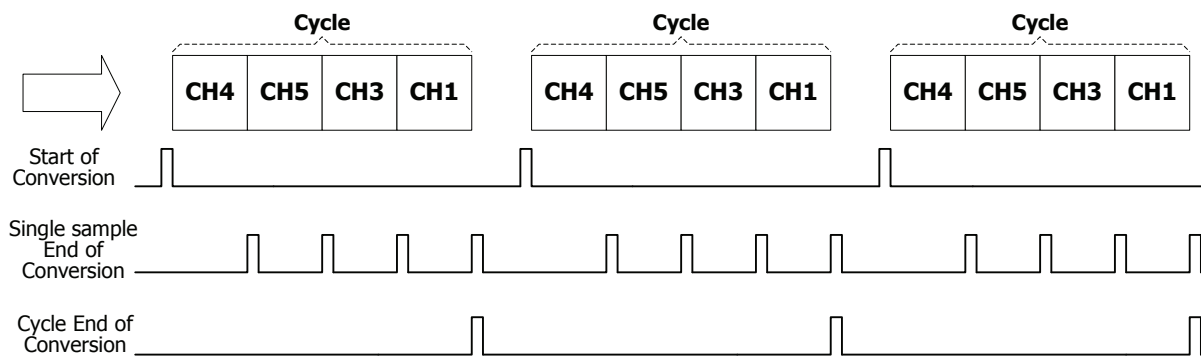 Cycle Cycle Cycle
CH4 CH5 CH3 CH1 CH4 CH5 CH3 CH1 CH4 CH5 CH3 CH1
Start of
Conversion
Single sample
End of
Conversion
Cycle End of
Conversion